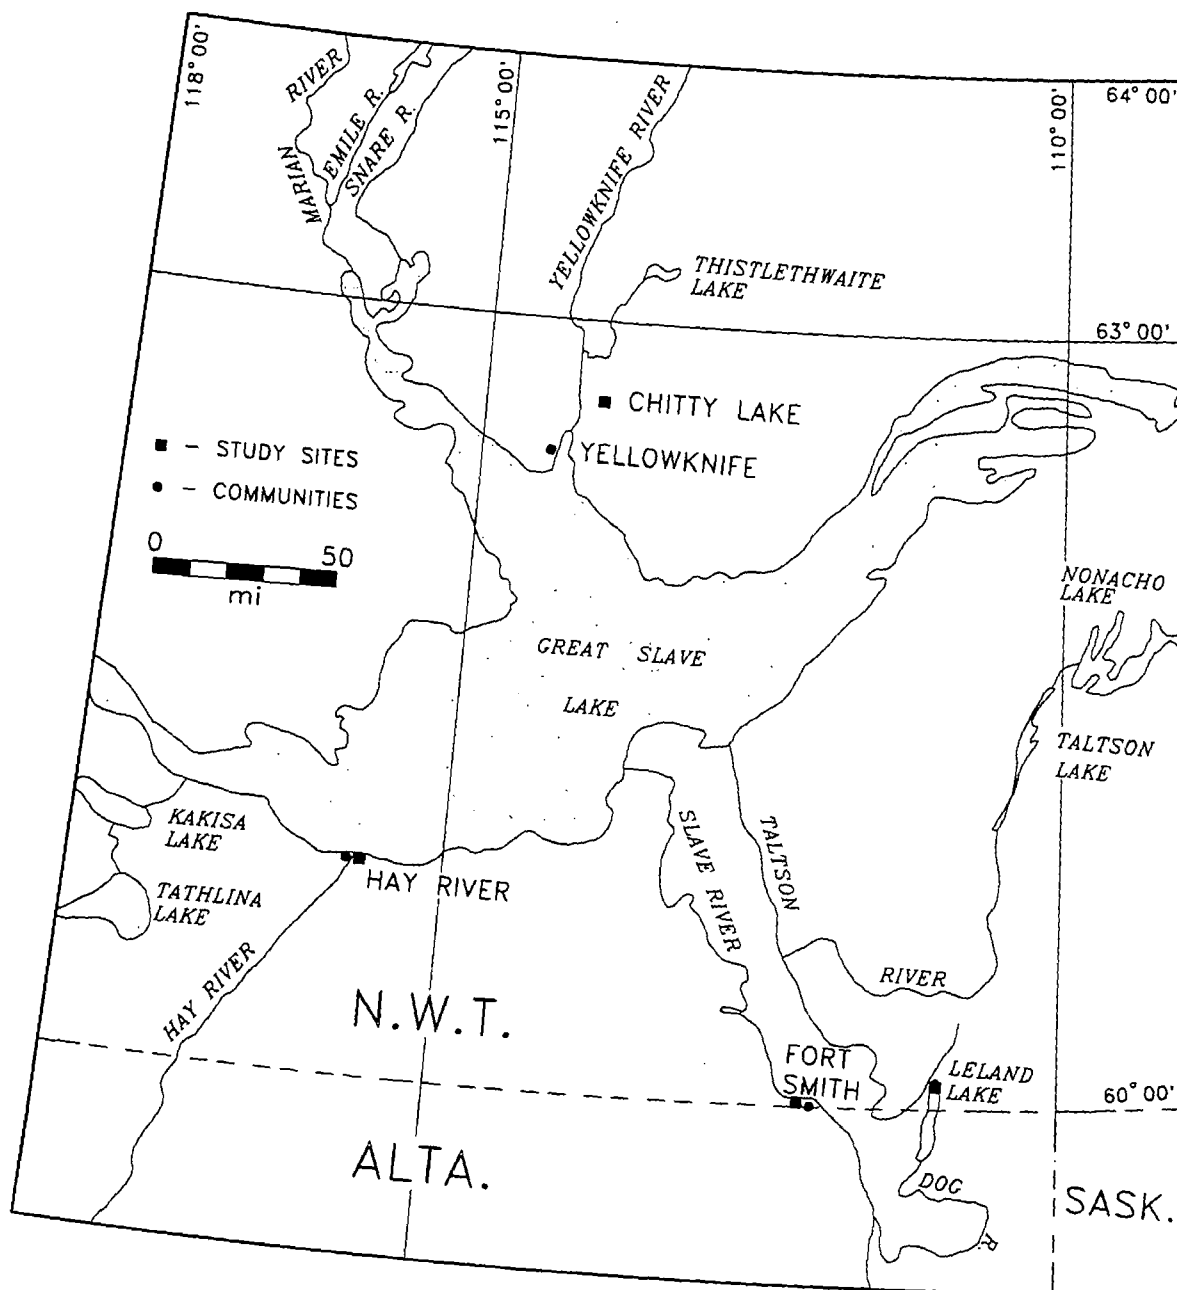 118° 00'
RIVER
EMILE R.
SNARE R.
MARIAN
115° 00'
YELLOWKNIFE RIVER
110° 00'
64° 00'
THISTLETHWAITE
LAKE
63° 00'
■ CHITTY LAKE
● YELLOWKNIFE
■ – STUDY SITES
● – COMMUNITIES
0 50
mi
NONACHO
LAKE
GREAT SLAVE
LAKE
TALTSON
LAKE
KAKISA
LAKE
TATHLINA
LAKE
HAY RIVER
HAY RIVER
SLAVE RIVER
TALTSON
RIVER
N.W.T.
FORT
SMITH
LELAND
LAKE
60° 00'
ALTA.
DOG
R.
SASK.